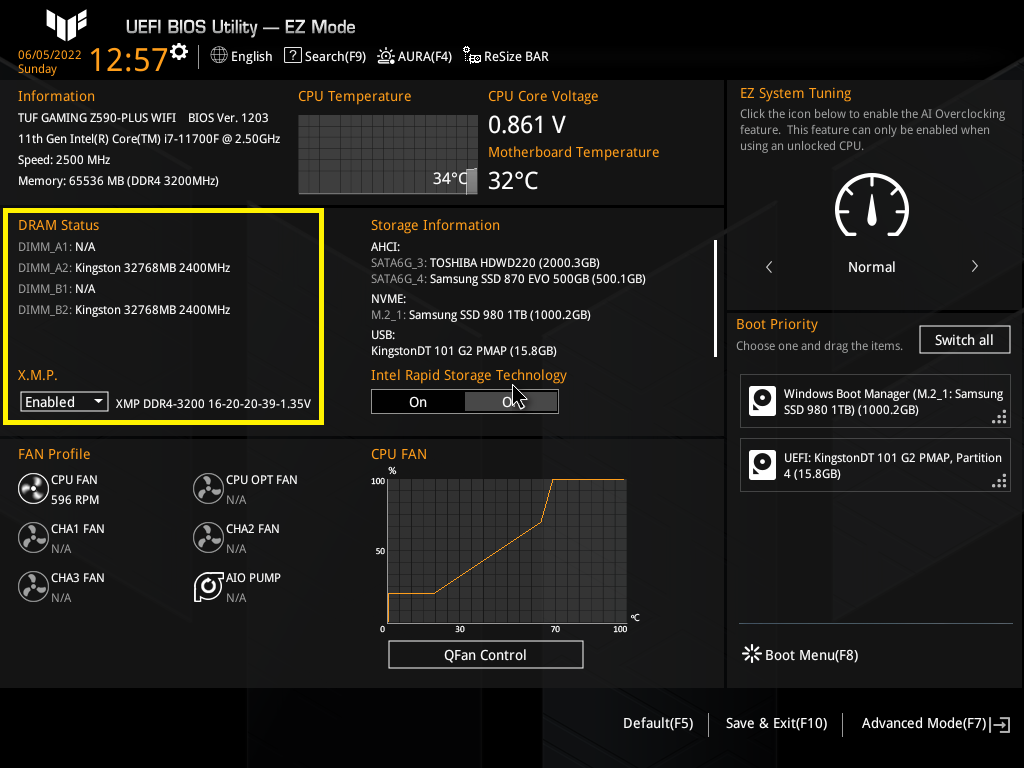 UEFI BIOS Utility — EZ Mode
06/05/2022
Sunday
12:57
English
Search(F9)
AURA(F4)
ReSize BAR
Information
TUF GAMING Z590-PLUS WIFI BIOS Ver. 1203
11th Gen Intel(R) Core(TM) i7-11700F @ 2.50GHz
Speed: 2500 MHz
Memory: 65536 MB (DDR4 3200MHz)
CPU Temperature
34°C
CPU Core Voltage
0.861 V
Motherboard Temperature
32°C
EZ System Tuning
Click the icon below to enable the AI Overclocking
feature. This feature can only be enabled when
using an unlocked CPU.
Normal
DRAM Status
DIMM_A1: N/A
DIMM_A2: Kingston 32768MB 2400MHz
DIMM_B1: N/A
DIMM_B2: Kingston 32768MB 2400MHz
X.M.P.
Enabled
XMP DDR4-3200 16-20-20-39-1.35V
Storage Information
AHCI:
SATA6G_3: TOSHIBA HDWD220 (2000.3GB)
SATA6G_4: Samsung SSD 870 EVO 500GB (500.1GB)
NVME:
M.2_1: Samsung SSD 980 1TB (1000.2GB)
USB:
KingstonDT 101 G2 PMAP (15.8GB)
Intel Rapid Storage Technology
On
Boot Priority
Choose one and drag the items.
Switch all
Windows Boot Manager (M.2_1: Samsung
SSD 980 1TB) (1000.2GB)
UEFI: KingstonDT 101 G2 PMAP, Partition
4 (15.8GB)
FAN Profile
CPU FAN
596 RPM
CPU OPT FAN
N/A
CHA1 FAN
N/A
CHA2 FAN
N/A
CHA3 FAN
N/A
AIO PUMP
N/A
CPU FAN
%
100
50
0
30
70
100
°C
QFan Control
Boot Menu(F8)
Default(F5)
Save & Exit(F10)
Advanced Mode(F7)